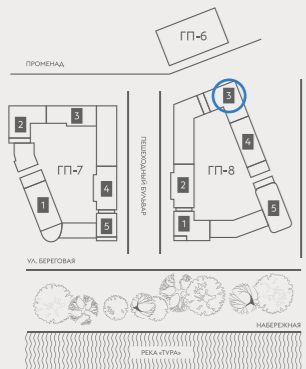 ГП-6
ПРОМЕНАД
3
3
2
ГП-7
ПЕШЕХОДНЫЙ БУЛЬВАР
ГП-8
4
4
2
1
1
5
5
УЛ. БЕРЕГОВАЯ
НАБЕРЕЖНАЯ
РЕКА «ТУРА»